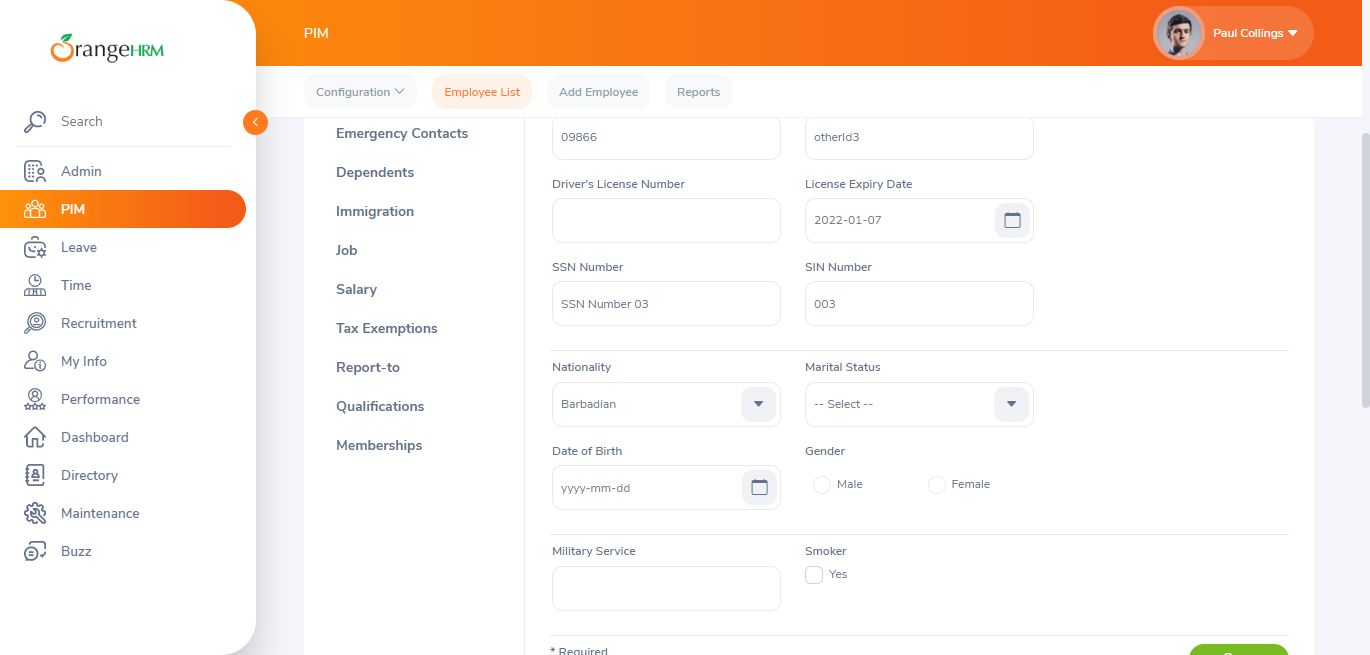 OrangeHRM
Search
Admin
PIM
Leave
Time
Recruitment
My Info
Performance
Dashboard
Directory
Maintenance
Buzz
PIM
Paul Collings
Configuration
Employee List
Add Employee
Reports
Emergency Contacts
Dependents
Immigration
Job
Salary
Tax Exemptions
Report-to
Qualifications
Memberships
09866
otherId3
Driver's License Number
License Expiry Date
2022-01-07
SSN Number
SIN Number
SSN Number 03
003
Nationality
Marital Status
Barbadian
-- Select --
Date of Birth
Gender
yyyy-mm-dd
Male
Female
Military Service
Smoker
Yes
* Required